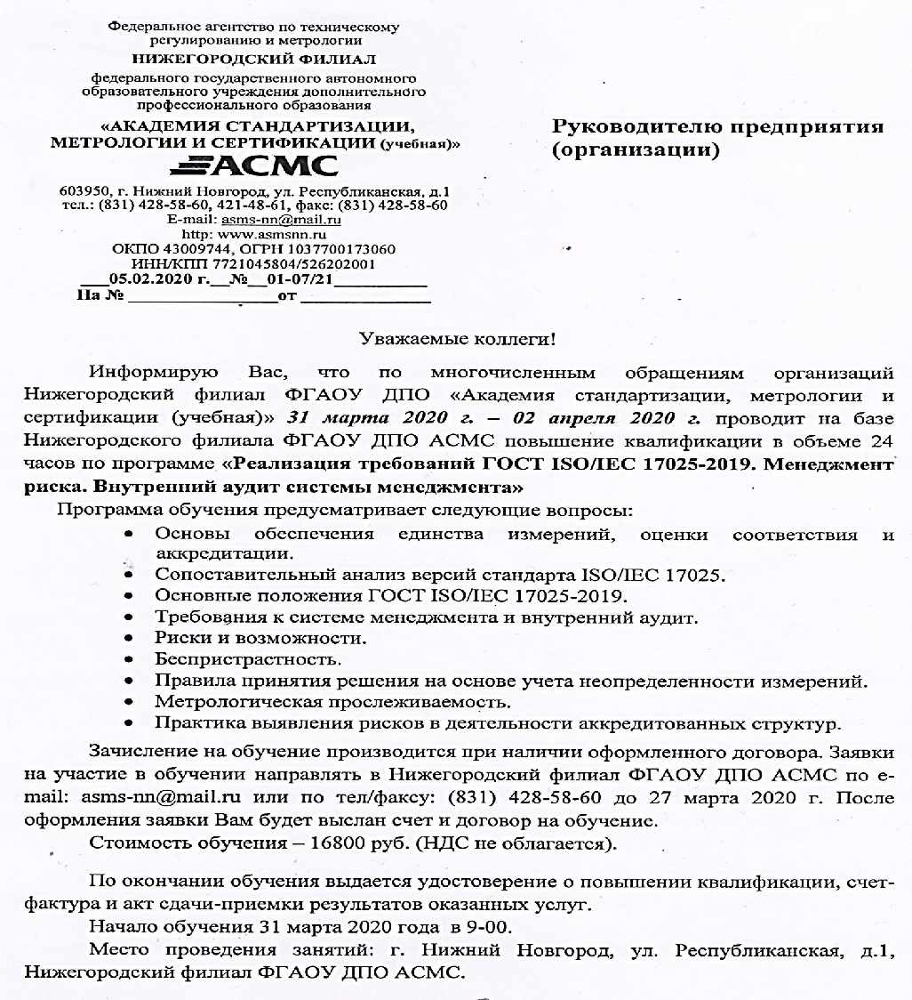 Федеральное агентство по техническому
регулированию и метрологии
НИЖЕГОРОДСКИЙ ФИЛИАЛ
федерального государственного автономного
образовательного учреждения дополнительного
профессионального образования
«АКАДЕМИЯ СТАНДАРТИЗАЦИИ,
МЕТРОЛОГИИ И СЕРТИФИКАЦИИ (учебная)»
АСМС
603950, г. Нижний Новгород, ул. Республиканская, д.1
тел.: (831) 428-58-60, 421-48-61, факс: (831) 428-58-60
E-mail: asms-nn@mail.ru
http: www.asmsnn.ru
ОКПО 43009744, ОГРН 1037700173060
ИНН/КПП 7721045804/526202001
___05.02.2020 г.__№__01-07/21___________
На № __________________от ________________
Руководителю предприятия
(организации)
Уважаемые коллеги!
Информирую Вас, что по многочисленным обращениям организаций
Нижегородский филиал ФГАОУ ДПО «Академия стандартизации, метрологии и
сертификации (учебная)» 31 марта 2020 г. – 02 апреля 2020 г. проводит на базе
Нижегородского филиала ФГАОУ ДПО АСМС повышение квалификации в объеме 24
часов по программе «Реализация требований ГОСТ ISO/IEC 17025-2019. Менеджмент
риска. Внутренний аудит системы менеджмента»
Программа обучения предусматривает следующие вопросы:
• Основы обеспечения единства измерений, оценки соответствия и
аккредитации.
• Сопоставительный анализ версий стандарта ISO/IEC 17025.
• Основные положения ГОСТ ISO/IEC 17025-2019.
• Требования к системе менеджмента и внутренний аудит.
• Риски и возможности.
• Беспристрастность.
• Правила принятия решения на основе учета неопределенности измерений.
• Метрологическая прослеживаемость.
• Практика выявления рисков в деятельности аккредитованных структур.
Зачисление на обучение производится при наличии оформленного договора. Заявки
на участие в обучении направлять в Нижегородский филиал ФГАОУ ДПО АСМС по e-
mail: asms-nn@mail.ru или по тел/факсу: (831) 428-58-60 до 27 марта 2020 г. После
оформления заявки Вам будет выслан счет и договор на обучение.
Стоимость обучения – 16800 руб. (НДС не облагается).
По окончании обучения выдается удостоверение о повышении квалификации, счет-
фактура и акт сдачи-приемки результатов оказанных услуг.
Начало обучения 31 марта 2020 года в 9-00.
Место проведения занятий: г. Нижний Новгород, ул. Республиканская, д.1,
Нижегородский филиал ФГАОУ ДПО АСМС.